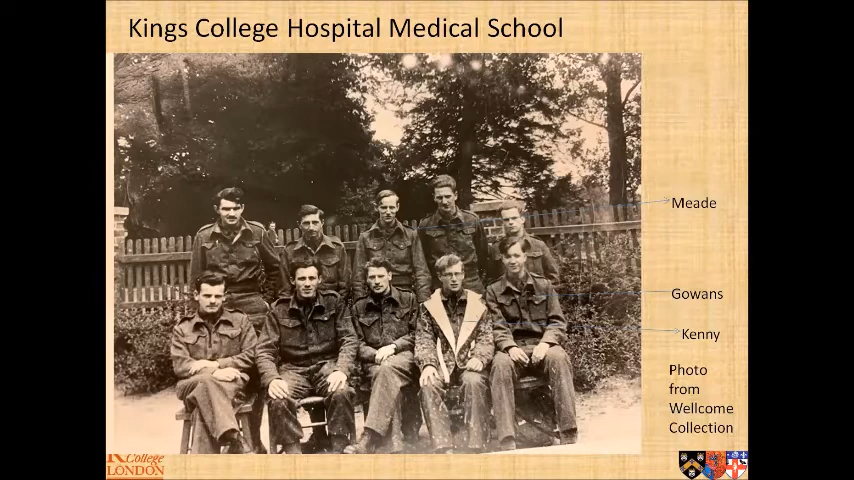 Kings College Hospital Medical School
Meade
Gowans
Kenny
Photo
from
Wellcome
Collection
College
LONDON